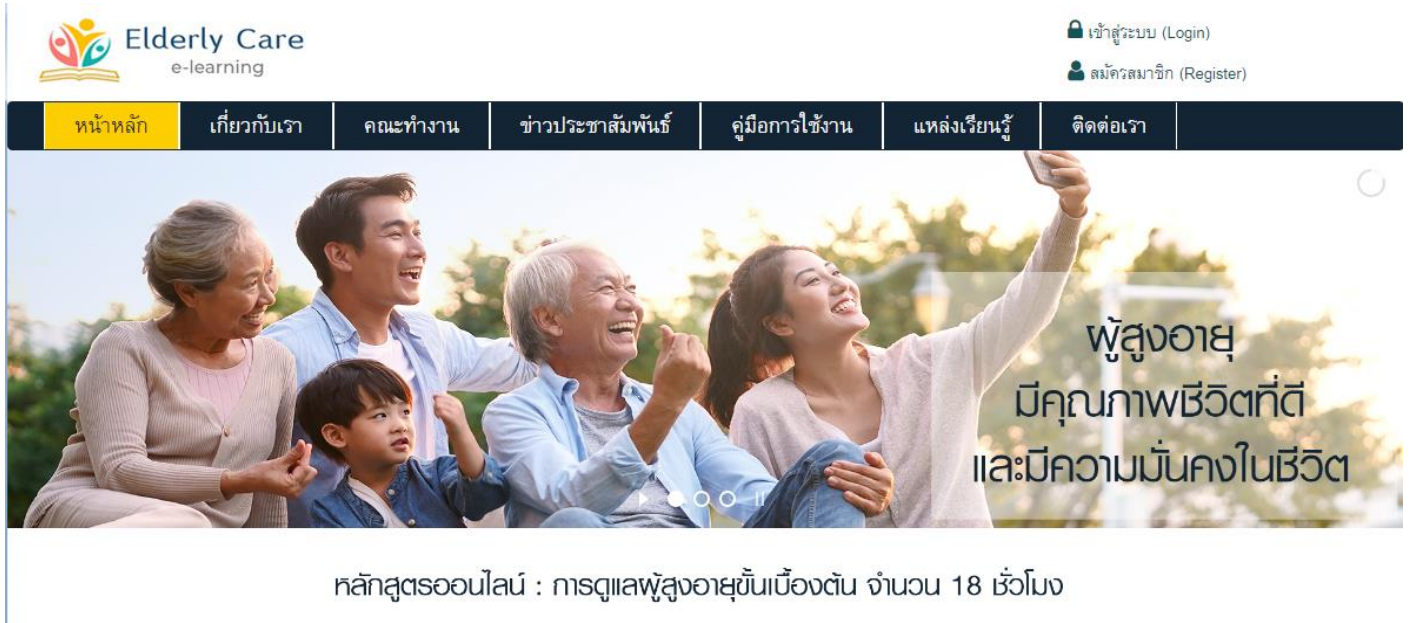 Elderly Care
e-learning
เข้าสู่ระบบ (Login)
สมัครสมาชิก (Register)
หน้าหลัก เกี่ยวกับเรา คณะทำงาน ข่าวประชาสัมพันธ์ คู่มือการใช้งาน แหล่งเรียนรู้ ติดต่อเรา
ผู้สูงอายุ
มีคุณภาพชีวิตที่ดี
และมีความมั่นคงในชีวิต
หลักสูตรออนไลน์ : การดูแลผู้สูงอายุขั้นเบื้องต้น จำนวน 18 ชั่วโมง